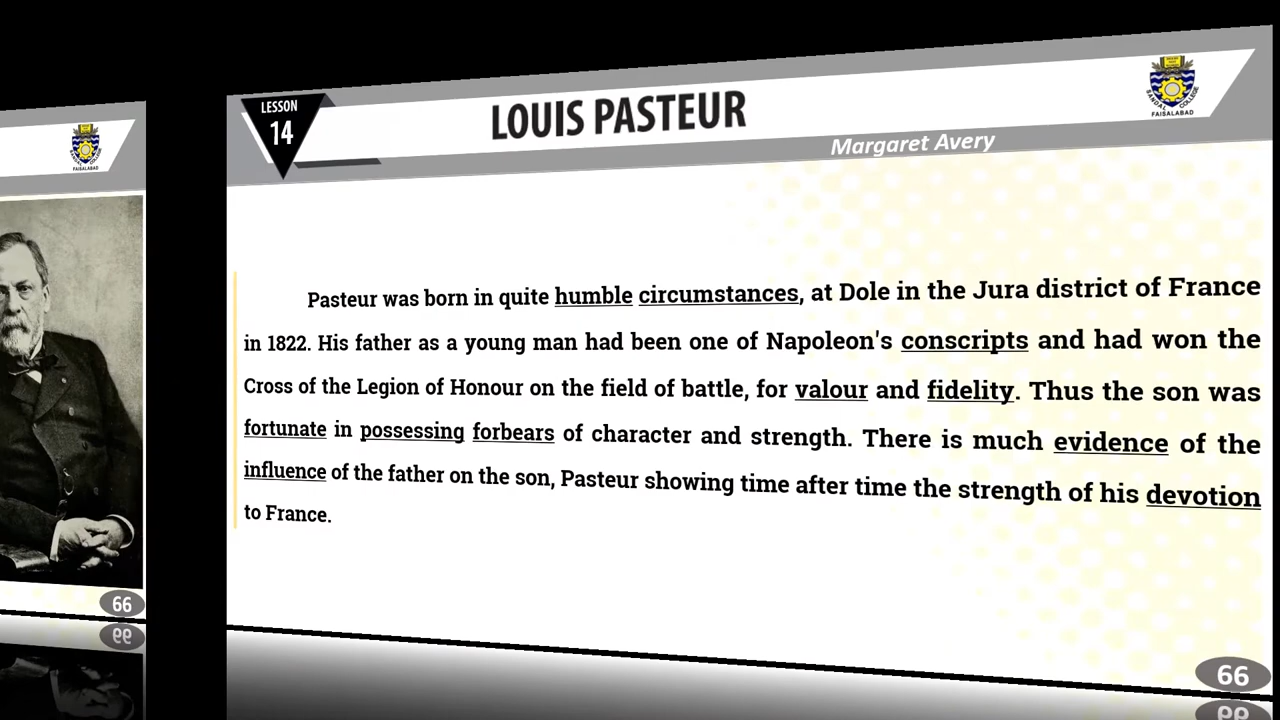 LESSON
14
LOUIS PASTEUR
Margaret Avery
SANDAL COLLEGE
FAISALABAD
FAISALABAD
Pasteur was born in quite humble circumstances, at Dole in the Jura district of France
in 1822. His father as a young man had been one of Napoleon's conscripts and had won the
Cross of the Legion of Honour on the field of battle, for valour and fidelity. Thus the son was
fortunate in possessing forbears of character and strength. There is much evidence of the
influence of the father on the son, Pasteur showing time after time the strength of his devotion
to France.
66
66